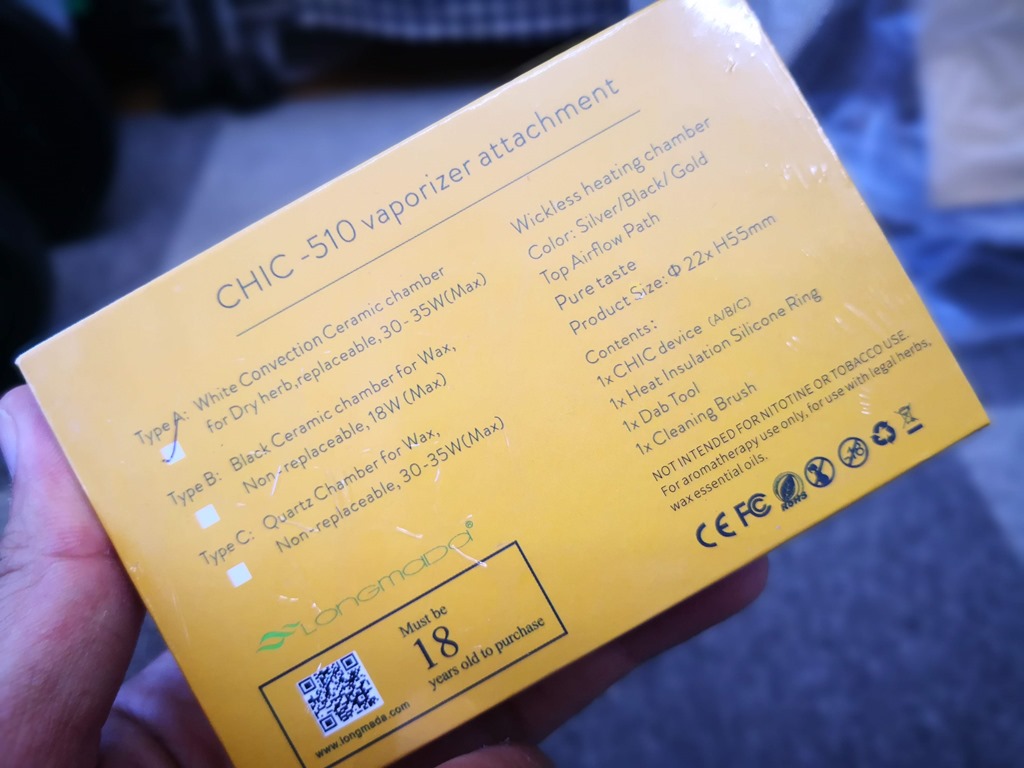 CHIC -510 vaporizer attachment
Type A: White Convection Ceramic chamber
for Dry herb, replaceable, 30-35W(Max)
Type B: Black Ceramic chamber for Wax,
Non-replaceable, 18W (Max)
Type C: Quartz Chamber for Wax,
Non-replaceable, 30-35W(Max)
Wickless heating chamber
Color: Silver/Black/Gold
Top Airflow Path
Pure taste
Product Size: Φ 22x H55mm
Contents:
1x CHIC device (A/B/C)
1x Heat Insulation Silicone Ring
1x Dab Tool
1x Cleaning Brush
NOT INTENDED FOR NITOTINE OR TOBACCO USE.
For aromatherapy use only, for use with legal herbs,
wax essential oils.
CE FC
ROHS
LONGMADA®
Must be
18
years old to purchase
www.longmada.com